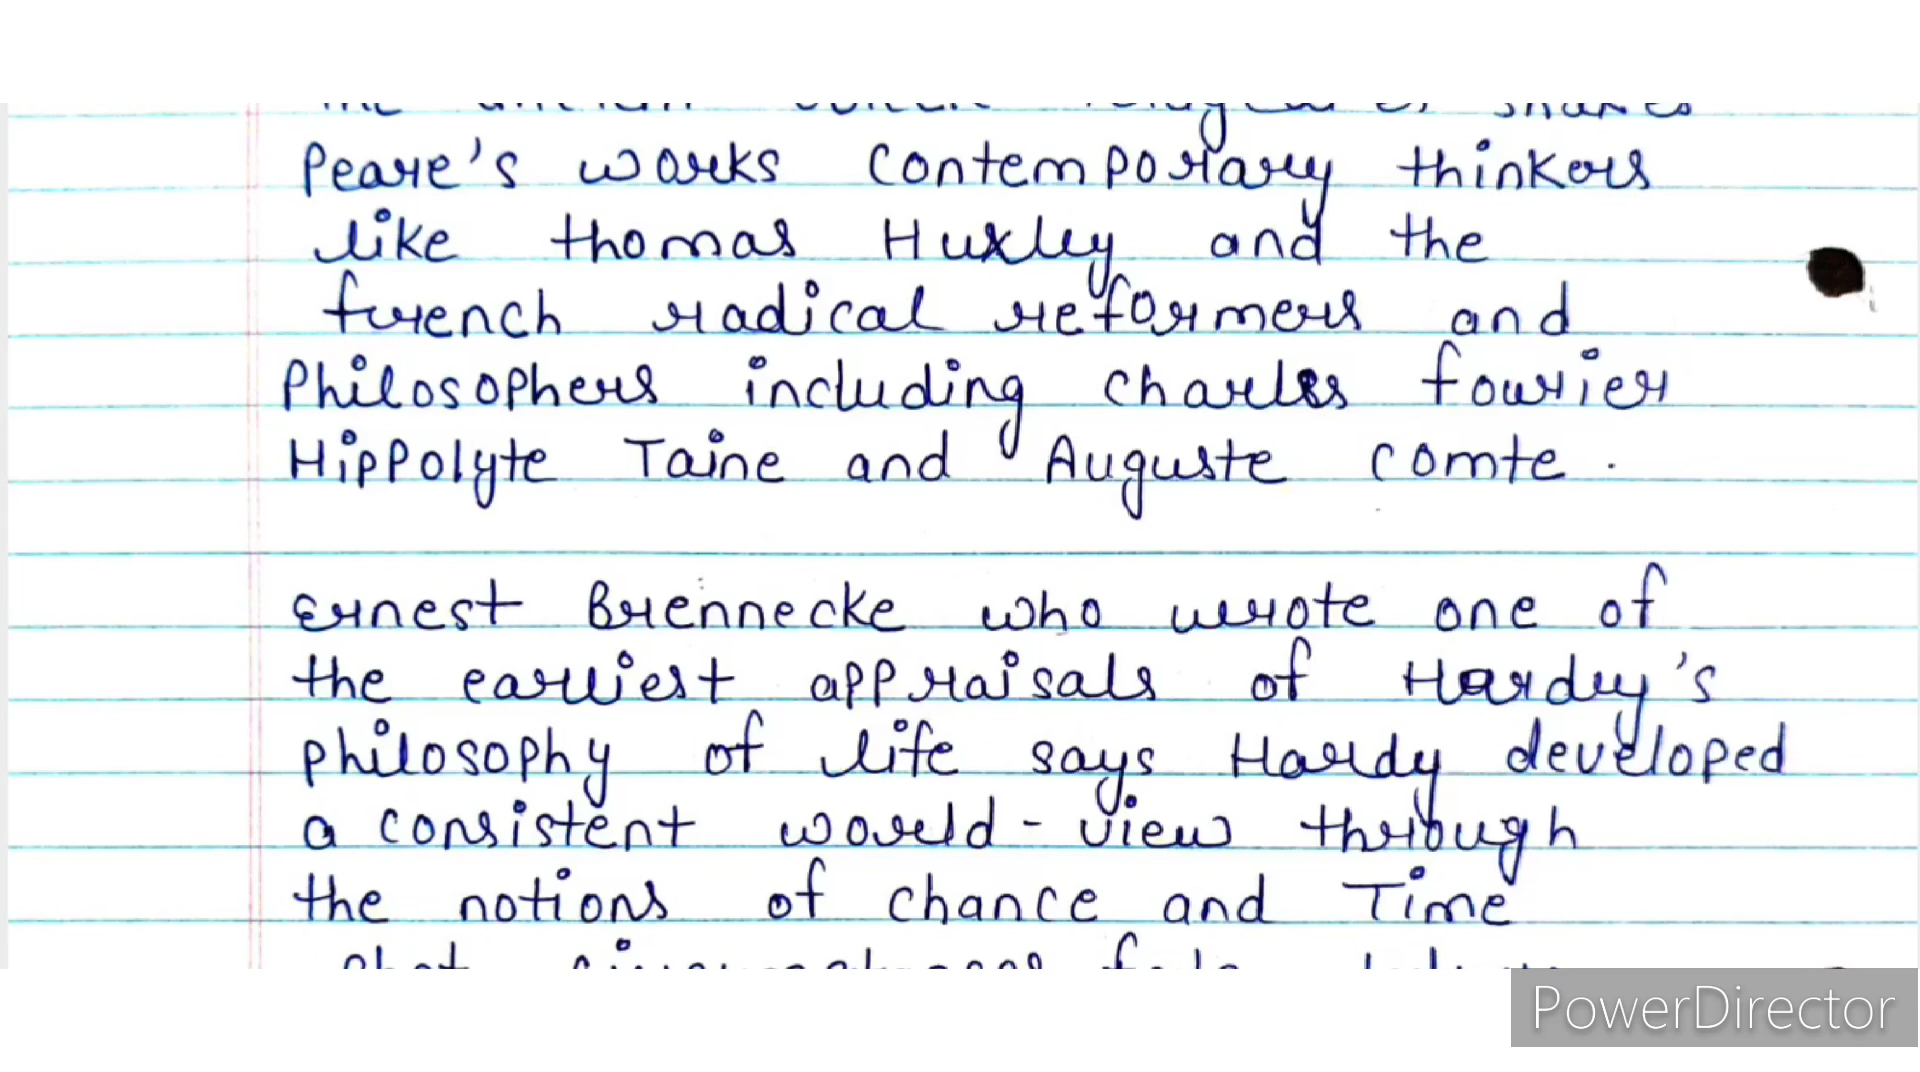 Peare's works contemporary thinkers
like thomas Huxley and the
french radical reformers and
Philosophers including charles fourier
Hippolyte Taine and Auguste comte.
Ernest Brennecke who wrote one of
the earliest appraisals of Hardy's
philosophy of life says Hardy developed
a consistent world-view through
the notions of chance and Time
PowerDirector